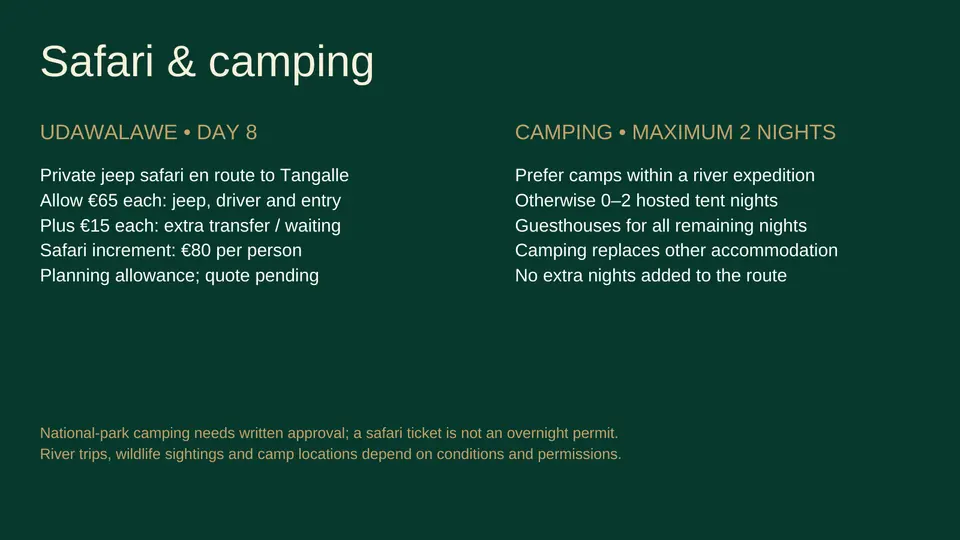 Safari & camping
UDAWALAWE • DAY 8
Private jeep safari en route to Tangalle
Allow €65 each: jeep, driver and entry
Plus €15 each: extra transfer / waiting
Safari increment: €80 per person
Planning allowance; quote pending
CAMPING • MAXIMUM 2 NIGHTS
Prefer camps within a river expedition
Otherwise 0–2 hosted tent nights
Guesthouses for all remaining nights
Camping replaces other accommodation
No extra nights added to the route
National-park camping needs written approval; a safari ticket is not an overnight permit.
River trips, wildlife sightings and camp locations depend on conditions and permissions.